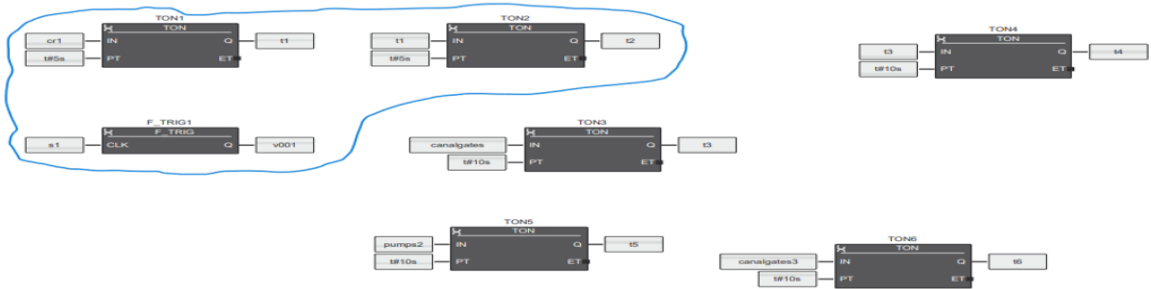 TON1
TON
cr1 IN Q t1
t#5s PT ET
TON2
TON
t1 IN Q t2
t#5s PT ET
TON4
TON
t3 IN Q t4
t#10s PT ET
F_TRIG1
F_TRIG
s1 CLK Q v001
TON3
TON
canalgates IN Q t3
t#10s PT ET
TON5
TON
pumps2 IN Q t5
t#10s PT ET
TON6
TON
canalgates3 IN Q t6
t#10s PT ET